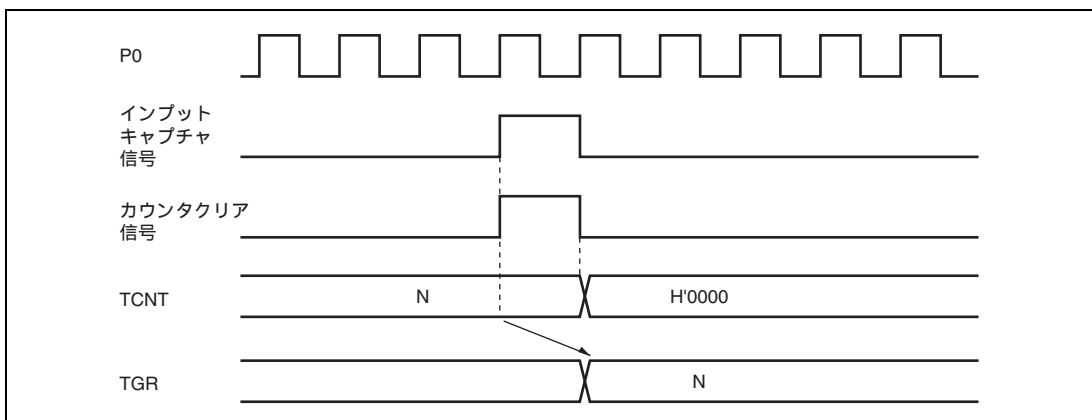 P0
インプット
キャプチャ
信号
カウンタクリア
信号
TCNT
N
H'0000
TGR
N